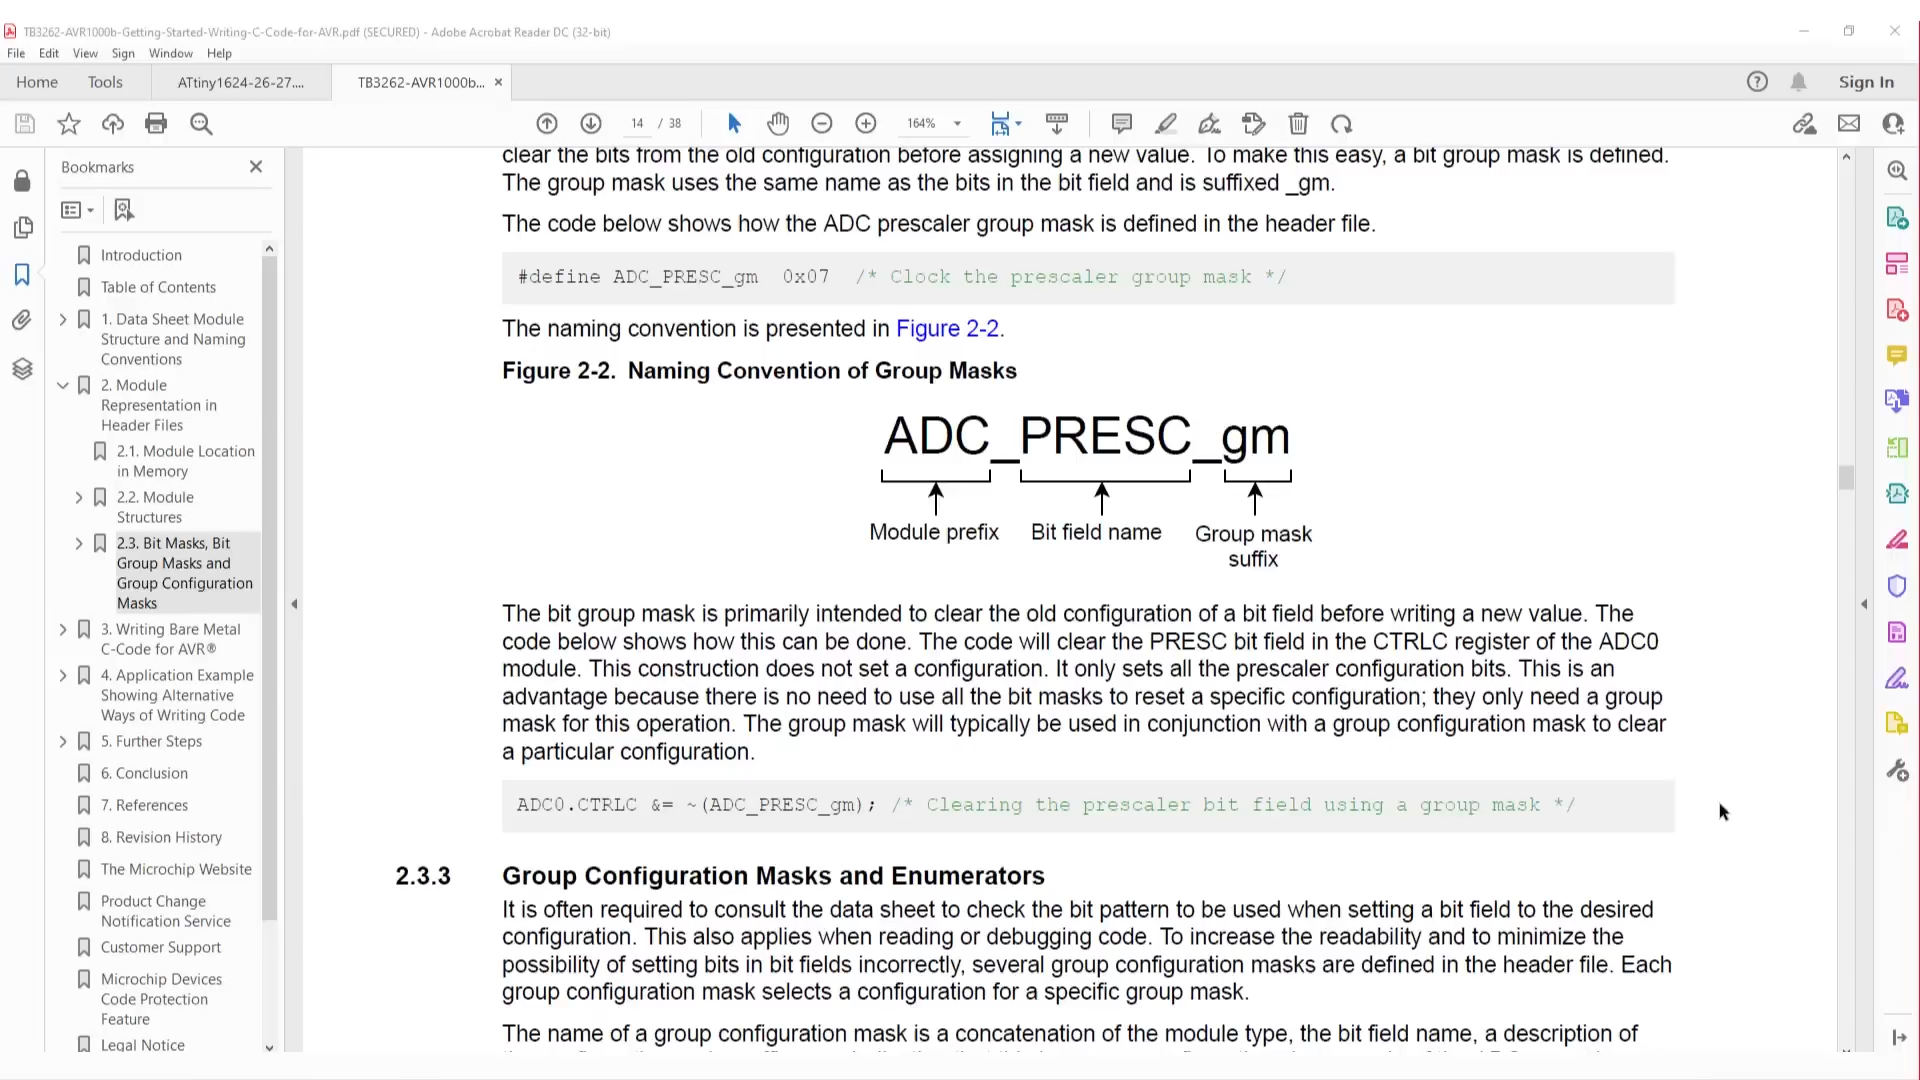 TB3262-AVR1000b-Getting-Started-Writing-C-Code-for-AVR.pdf (SECURED) - Adobe Acrobat Reader DC (32-bit)
File Edit View Sign Window Help
Home Tools ATtiny1624-26-27.... TB3262-AVR1000b... × Sign In
14 / 38 164%
Bookmarks
Introduction
Table of Contents
1. Data Sheet Module
Structure and Naming
Conventions
2. Module
Representation in
Header Files
2.1. Module Location
in Memory
2.2. Module
Structures
2.3. Bit Masks, Bit
Group Masks and
Group Configuration
Masks
3. Writing Bare Metal
C-Code for AVR®
4. Application Example
Showing Alternative
Ways of Writing Code
5. Further Steps
6. Conclusion
7. References
8. Revision History
The Microchip Website
Product Change
Notification Service
Customer Support
Microchip Devices
Code Protection
Feature
Legal Notice
clear the bits from the old configuration before assigning a new value. To make this easy, a bit group mask is defined.
The group mask uses the same name as the bits in the bit field and is suffixed _gm.
The code below shows how the ADC prescaler group mask is defined in the header file.
#define ADC_PRESC_gm 0x07 /* Clock the prescaler group mask */
The naming convention is presented in Figure 2-2.
Figure 2-2. Naming Convention of Group Masks
ADC_PRESC_gm
Module prefix Bit field name Group mask
suffix
The bit group mask is primarily intended to clear the old configuration of a bit field before writing a new value. The
code below shows how this can be done. The code will clear the PRESC bit field in the CTRLC register of the ADC0
module. This construction does not set a configuration. It only sets all the prescaler configuration bits. This is an
advantage because there is no need to use all the bit masks to reset a specific configuration; they only need a group
mask for this operation. The group mask will typically be used in conjunction with a group configuration mask to clear
a particular configuration.
ADC0.CTRLC &= ~(ADC_PRESC_gm); /* Clearing the prescaler bit field using a group mask */
2.3.3 Group Configuration Masks and Enumerators
It is often required to consult the data sheet to check the bit pattern to be used when setting a bit field to the desired
configuration. This also applies when reading or debugging code. To increase the readability and to minimize the
possibility of setting bits in bit fields incorrectly, several group configuration masks are defined in the header file. Each
group configuration mask selects a configuration for a specific group mask.
The name of a group configuration mask is a concatenation of the module type, the bit field name, a description of